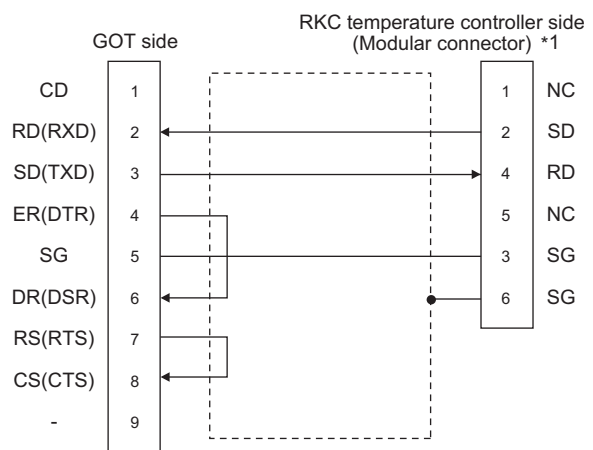 RKC temperature controller side
GOT side (Modular connector) *1
CD 1 1 NC
RD(RXD) 2 2 SD
SD(TXD) 3 4 RD
ER(DTR) 4 5 NC
SG 5 3 SG
DR(DSR) 6 6 SG
RS(RTS) 7
CS(CTS) 8
- 9